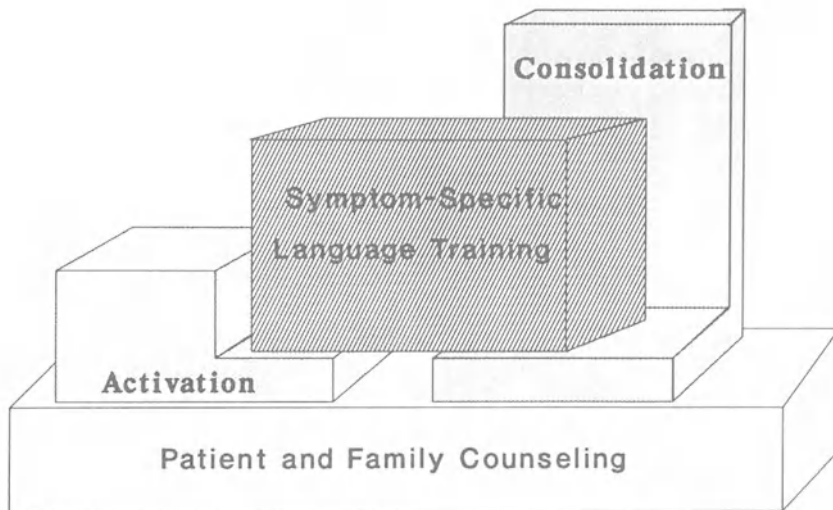 Consolidation
Symptom-Specific
Language Training
Activation
Patient and Family Counseling